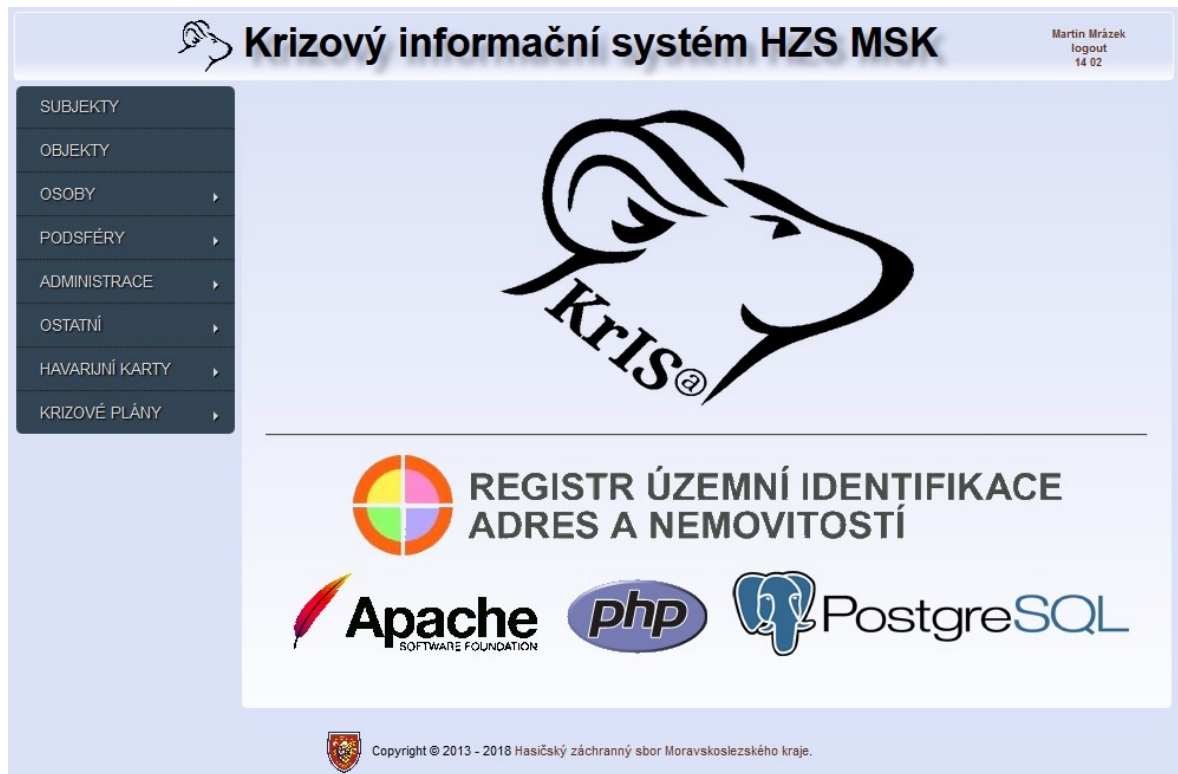 Krizový informační systém HZS MSK
Martin Mrázek
logout
14 02
SUBJEKTY
OBJEKTY
OSOBY
PODSFÉRY
ADMINISTRACE
OSTATNÍ
HAVARIJNÍ KARTY
KRIZOVÉ PLÁNY
KrIS@
REGISTR ÚZEMNÍ IDENTIFIKACE
ADRES A NEMOVITOSTÍ
Apache
SOFTWARE FOUNDATION
php
PostgreSQL
Copyright © 2013 - 2018 Hasičský záchranný sbor Moravskoslezského kraje.